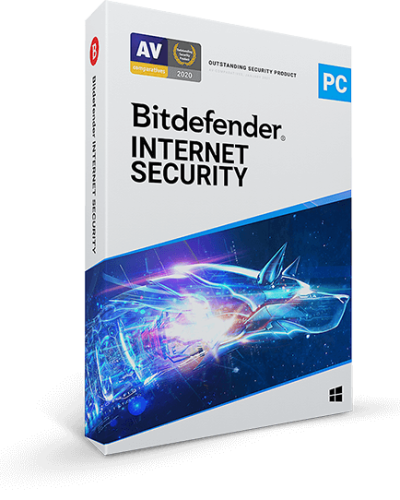 AV
comparatives
2020
OUTSTANDING SECURITY PRODUCT
PC
Bitdefender®
INTERNET
SECURITY
B
Bitdefender INTERNET SECURITY